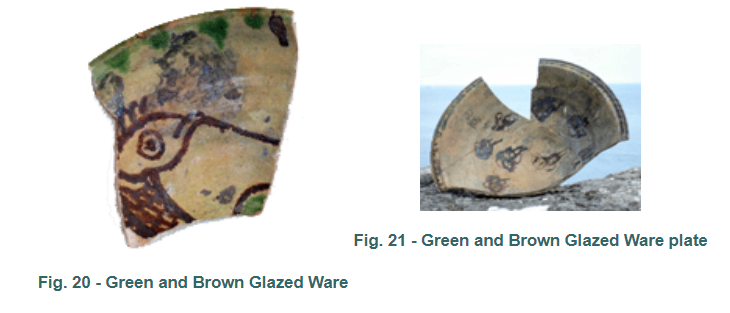 Fig. 21 - Green and Brown Glazed Ware plate
Fig. 20 - Green and Brown Glazed Ware